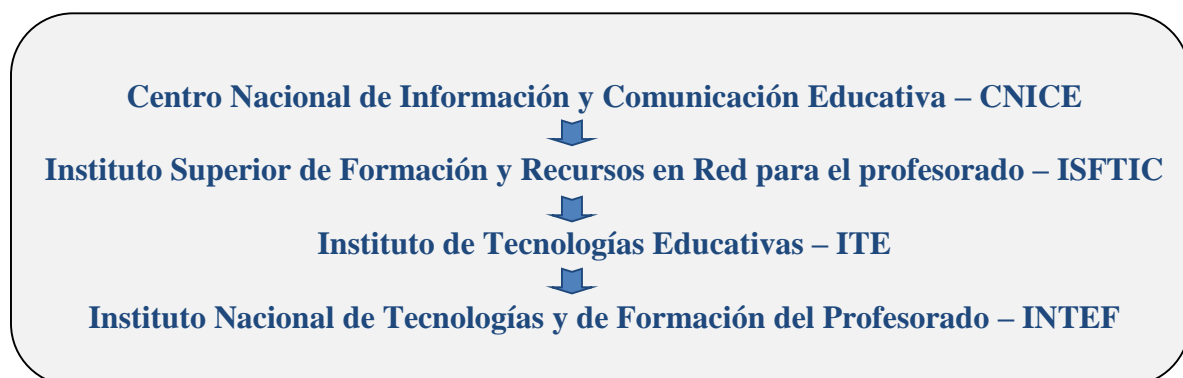 Centro Nacional de Información y Comunicación Educativa – CNICE
Instituto Superior de Formación y Recursos en Red para el profesorado – ISFTIC
Instituto de Tecnologías Educativas – ITE
Instituto Nacional de Tecnologías y de Formación del Profesorado – INTEF